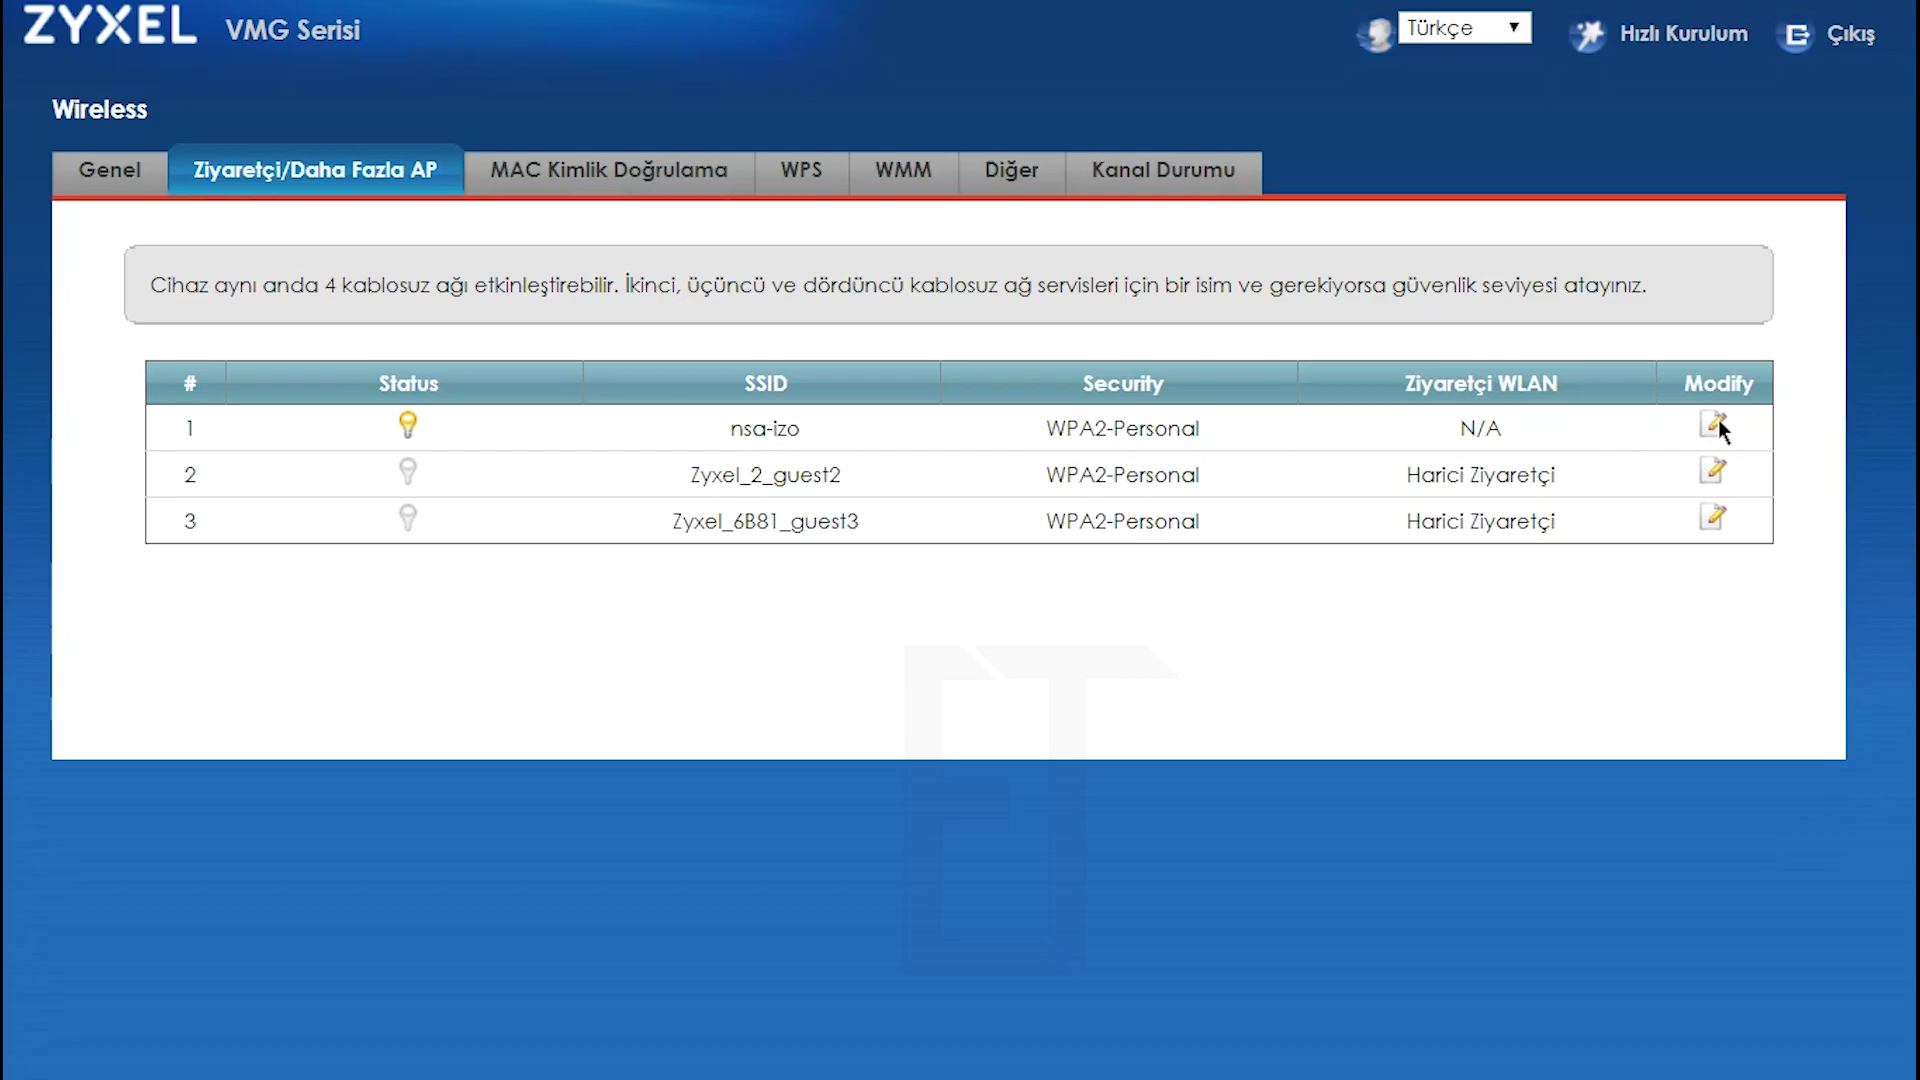 ZYXEL VMG Serisi
Türkçe
Hızlı Kurulum
Çıkış
Wireless
Genel
Ziyaretçi/Daha Fazla AP
MAC Kimlik Doğrulama
WPS
WMM
Diğer
Kanal Durumu
Cihaz aynı anda 4 kablosuz ağı etkinleştirebilir. İkinci, üçüncü ve dördüncü kablosuz ağ servisleri için bir isim ve gerekiyorsa güvenlik seviyesi atayınız.
# Status SSID Security Ziyaretçi WLAN Modify
1 nsa-izo WPA2-Personal N/A
2 Zyxel_2_guest2 WPA2-Personal Harici Ziyaretçi
3 Zyxel_6B81_guest3 WPA2-Personal Harici Ziyaretçi